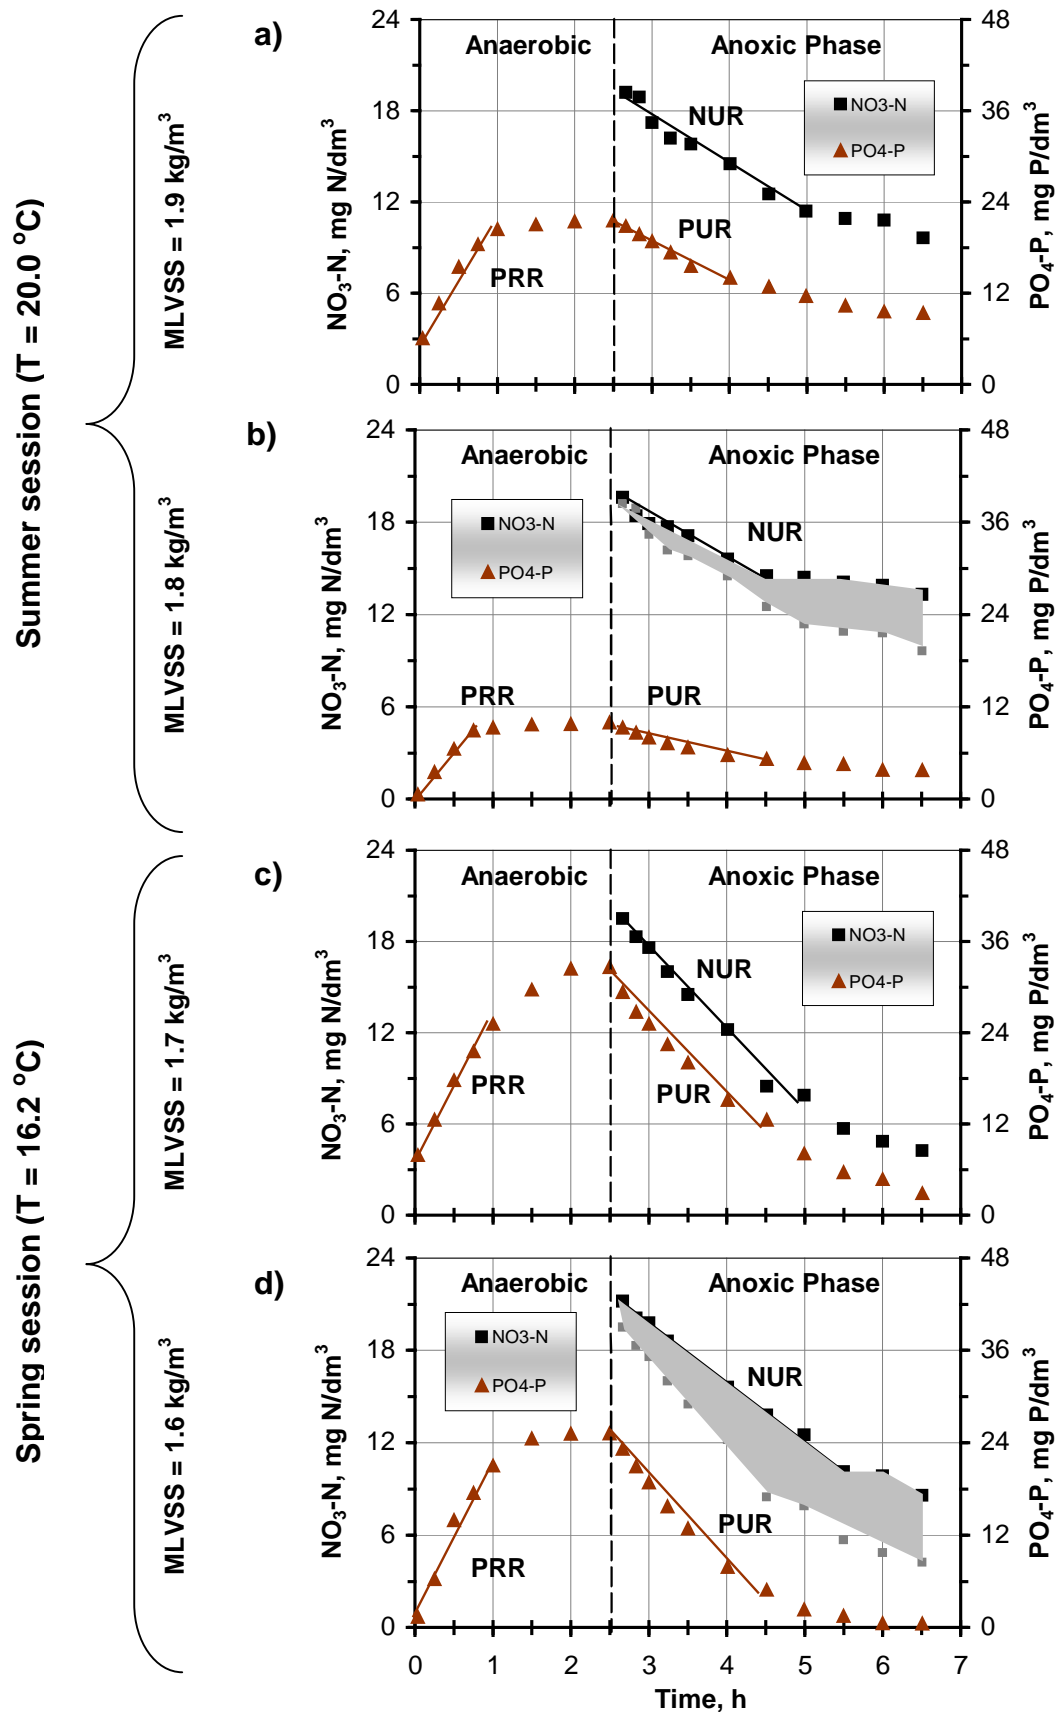 Summer session (T = 20.0 °C)
MLVSS = 1.9 kg/m³
a)
Anaerobic
Anoxic Phase
NO₃-N, mg N/dm³
24
18
12
6
0
NUR
PUR
PRR
NO3-N
PO4-P
48
36
24
12
0
PO₄-P, mg P/dm³
MLVSS = 1.8 kg/m³
b)
Anaerobic
Anoxic Phase
NO₃-N, mg N/dm³
24
18
12
6
0
NO3-N
PO4-P
NUR
PRR
PUR
48
36
24
12
0
PO₄-P, mg P/dm³
Spring session (T = 16.2 °C)
MLVSS = 1.7 kg/m³
c)
Anaerobic
Anoxic Phase
NO₃-N, mg N/dm³
24
18
12
6
0
NO3-N
PO4-P
NUR
PRR
PUR
48
36
24
12
0
PO₄-P, mg P/dm³
MLVSS = 1.6 kg/m³
d)
Anaerobic
Anoxic Phase
NO₃-N, mg N/dm³
24
18
12
6
0
NO3-N
PO4-P
NUR
PUR
PRR
48
36
24
12
0
PO₄-P, mg P/dm³
0 1 2 3 4 5 6 7
Time, h